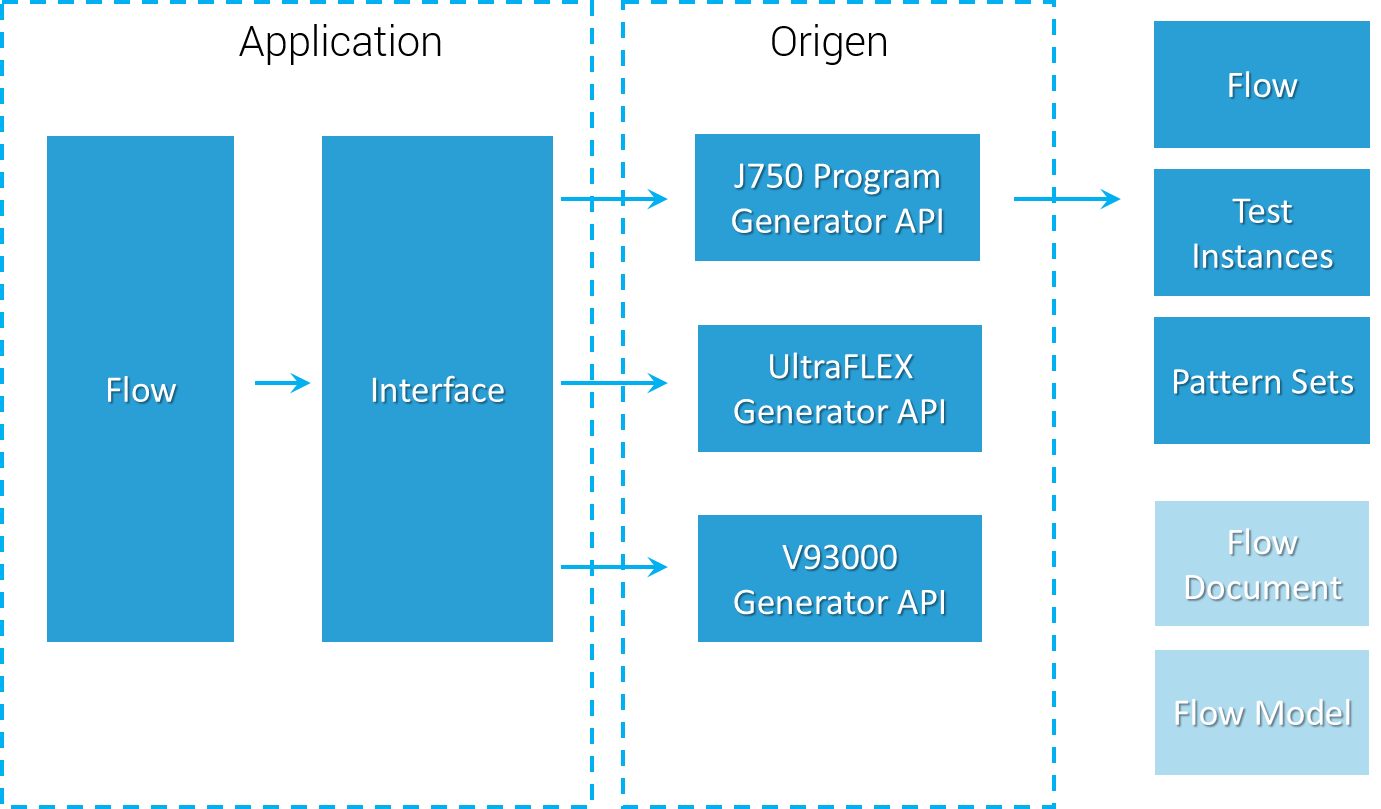 Application
Flow
Interface
Origen
J750 Program
Generator API
UltraFLEX
Generator API
V93000
Generator API
Flow
Test
Instances
Pattern Sets
Flow
Document
Flow Model